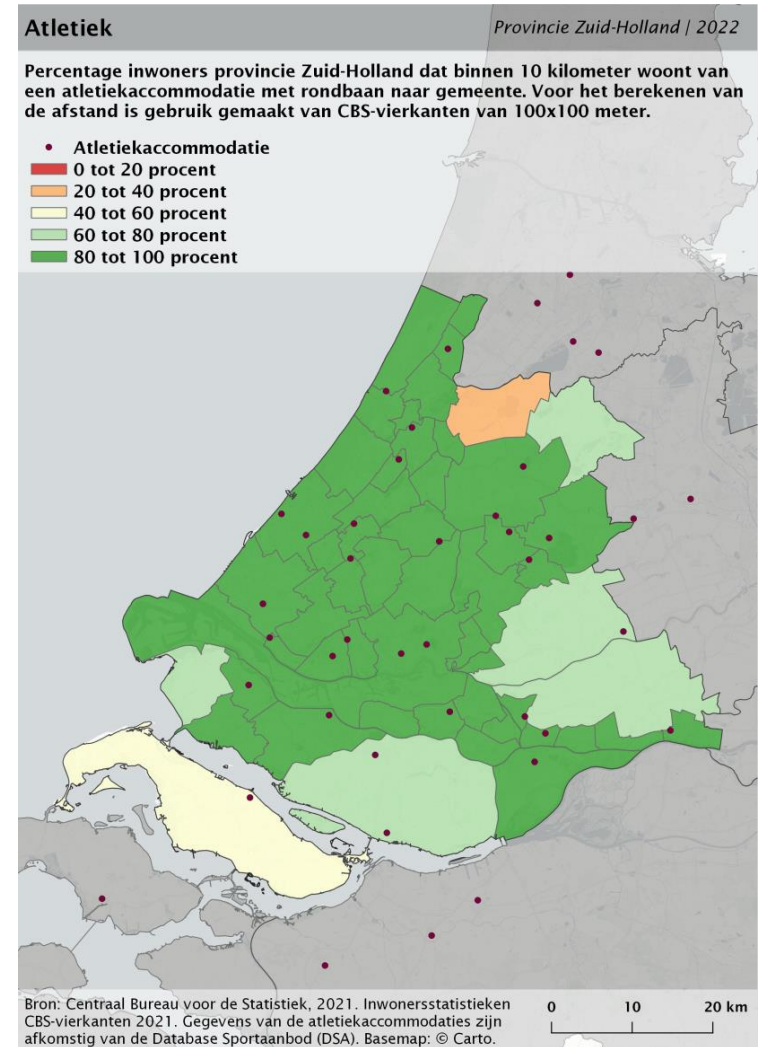 Atletiek
Provincie Zuid-Holland | 2022
Percentage inwoners provincie Zuid-Holland dat binnen 10 kilometer woont van
een atletiekaccommodatie met rondbaan naar gemeente. Voor het berekenen van
de afstand is gebruik gemaakt van CBS-vierkanten van 100x100 meter.
Atletiekaccommodatie
0 tot 20 procent
20 tot 40 procent
40 tot 60 procent
60 tot 80 procent
80 tot 100 procent
Bron: Centraal Bureau voor de Statistiek, 2021. Inwonersstatistieken
CBS-vierkanten 2021. Gegevens van de atletiekaccommodaties zijn
afkomstig van de Database Sportaanbod (DSA). Basemap: © Carto.
0 10 20 km